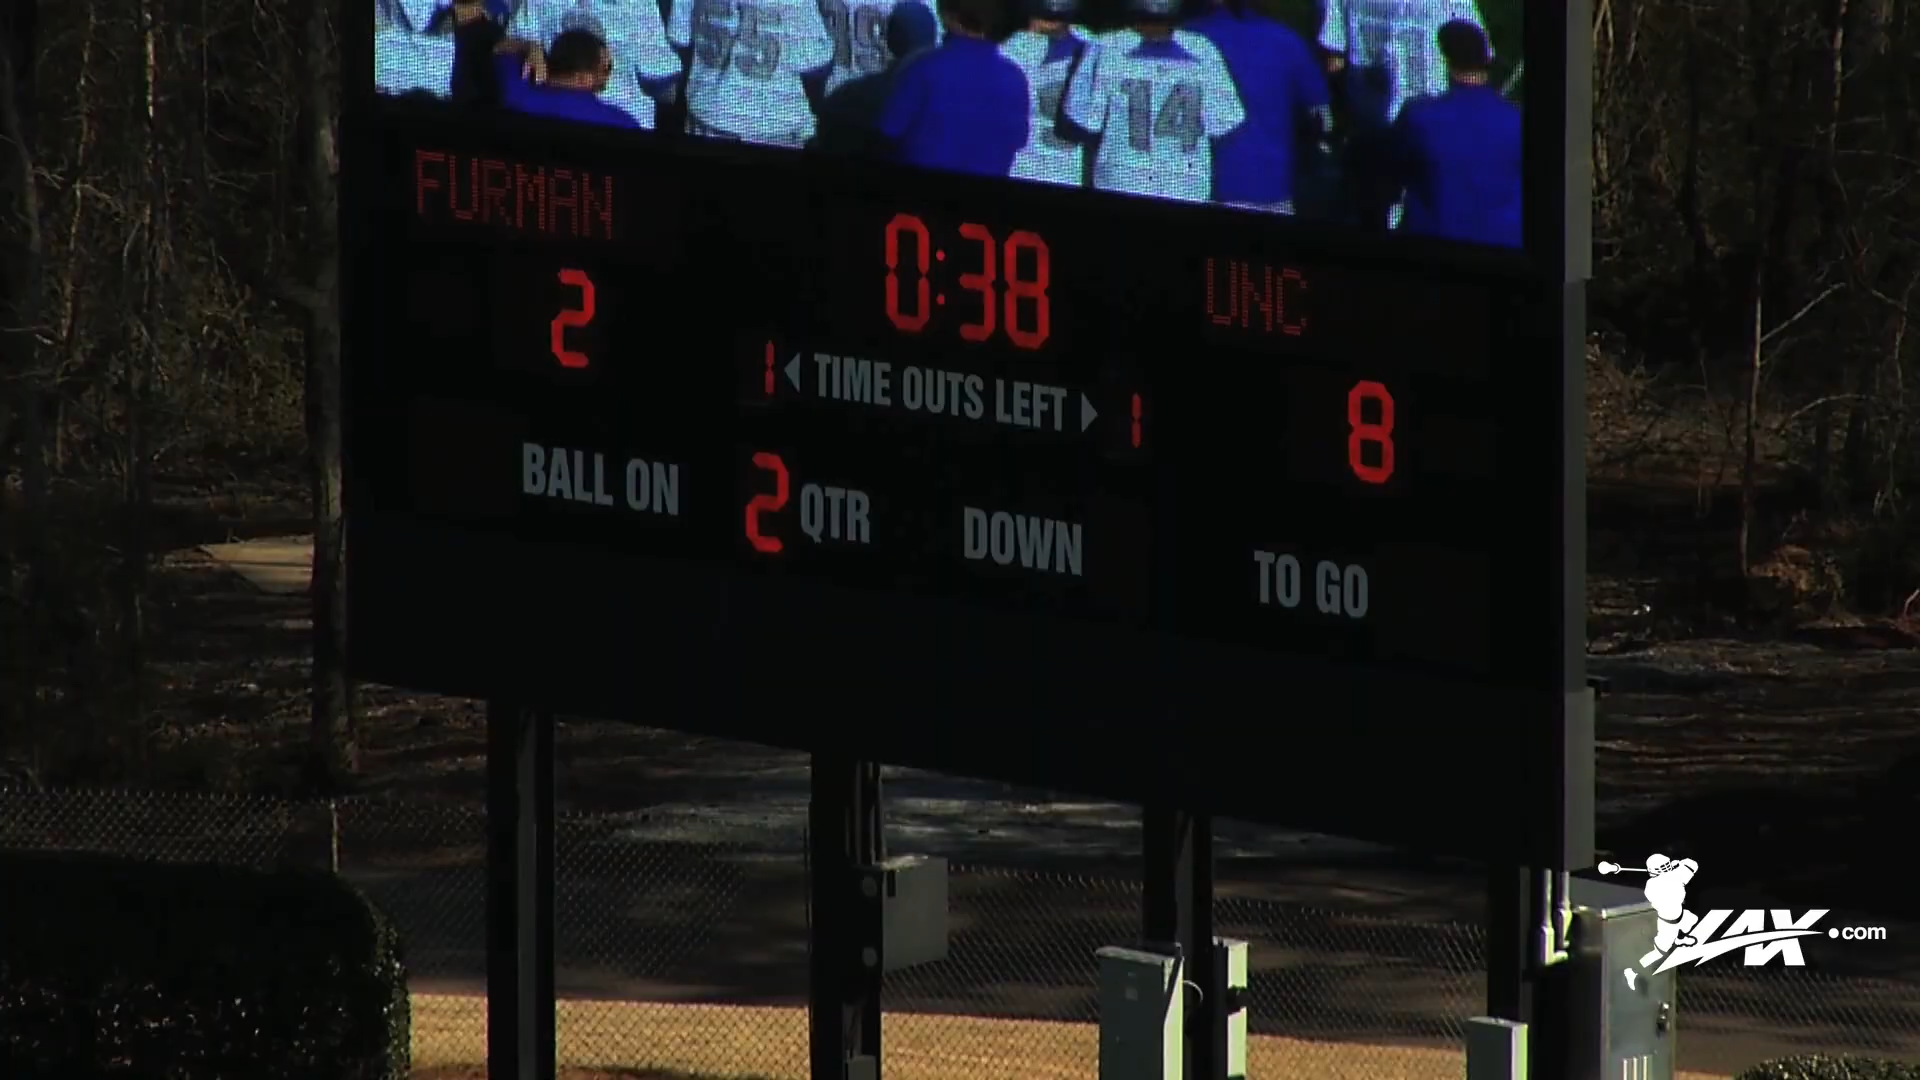 55
14
FURMAN
0:38
UNC
2
1 TIME OUTS LEFT 1
8
BALL ON
2 QTR
DOWN
TO GO
LAX.com